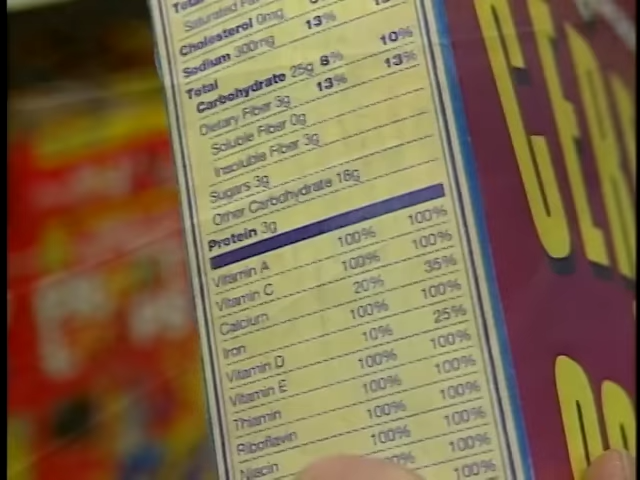 Total
Saturated Fat
Cholesterol 0mg
Sodium 300mg 13%
Total
Carbohydrate 25g 8% 10%
Dietary Fiber 3g 13% 13%
Soluble Fiber 0g
Insoluble Fiber 3g
Sugars 3g
Other Carbohydrate
Protein 3g
Vitamin A 100% 100%
Vitamin C 100% 100%
Calcium 20% 35%
Iron 100% 100%
Vitamin D 10% 25%
Vitamin E 100% 100%
Thiamin 100% 100%
Riboflavin 100% 100%
Niacin 100% 100%
100%
CER